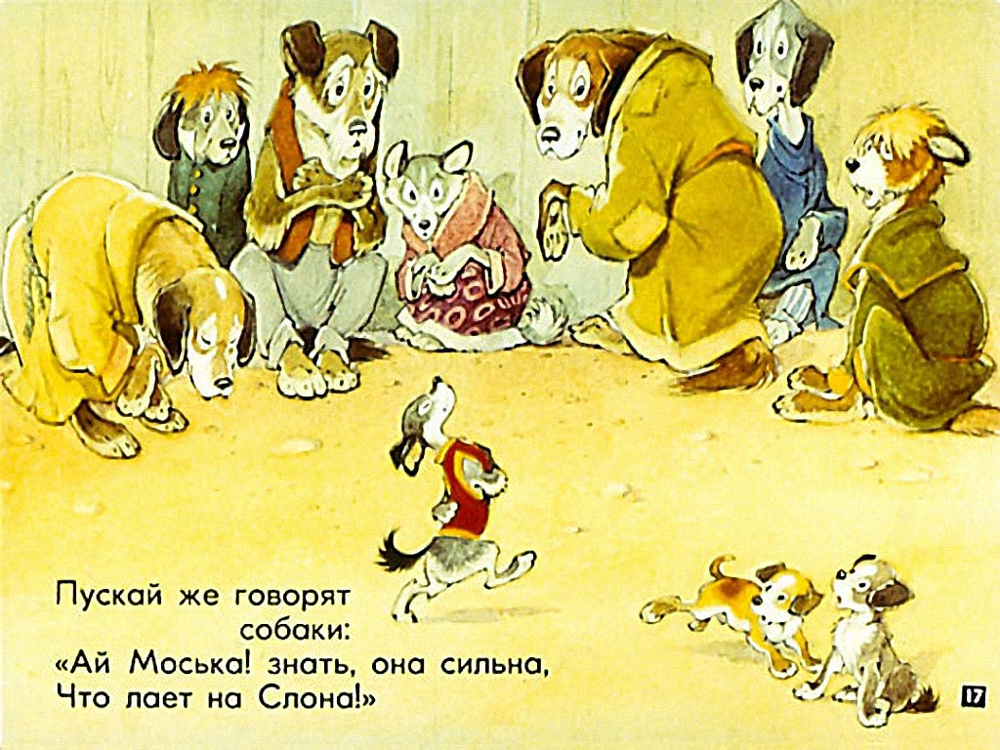 Пускай же говорят
собаки:
«Ай Моська! знать, она сильна,
Что лает на Слона!»
17